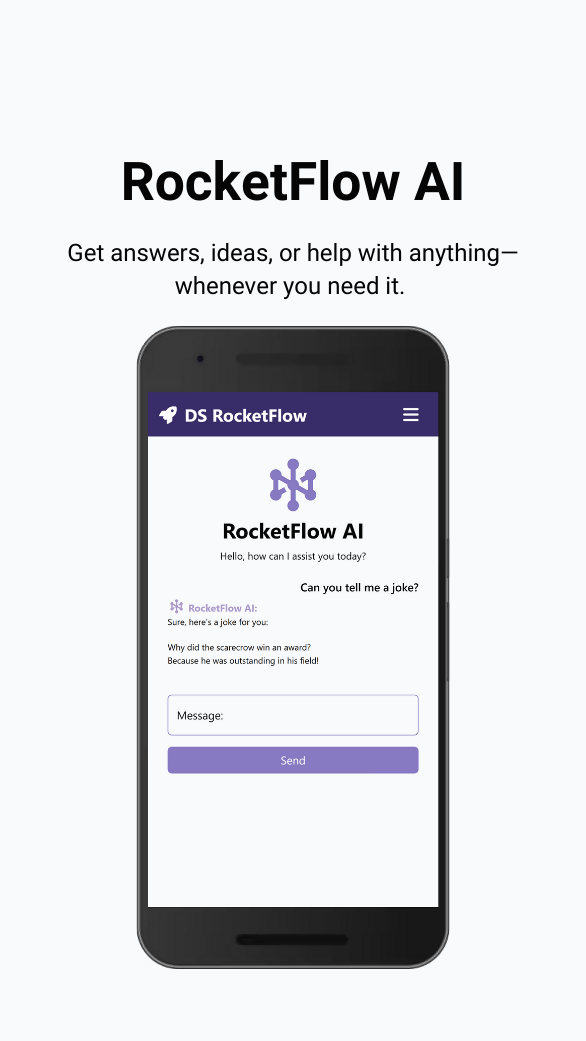 RocketFlow AI
Get answers, ideas, or help with anything—
whenever you need it.
DS RocketFlow
RocketFlow AI
Hello, how can I assist you today?
Can you tell me a joke?
RocketFlow AI:
Sure, here's a joke for you:
Why did the scarecrow win an award?
Because he was outstanding in his field!
Message:
Send